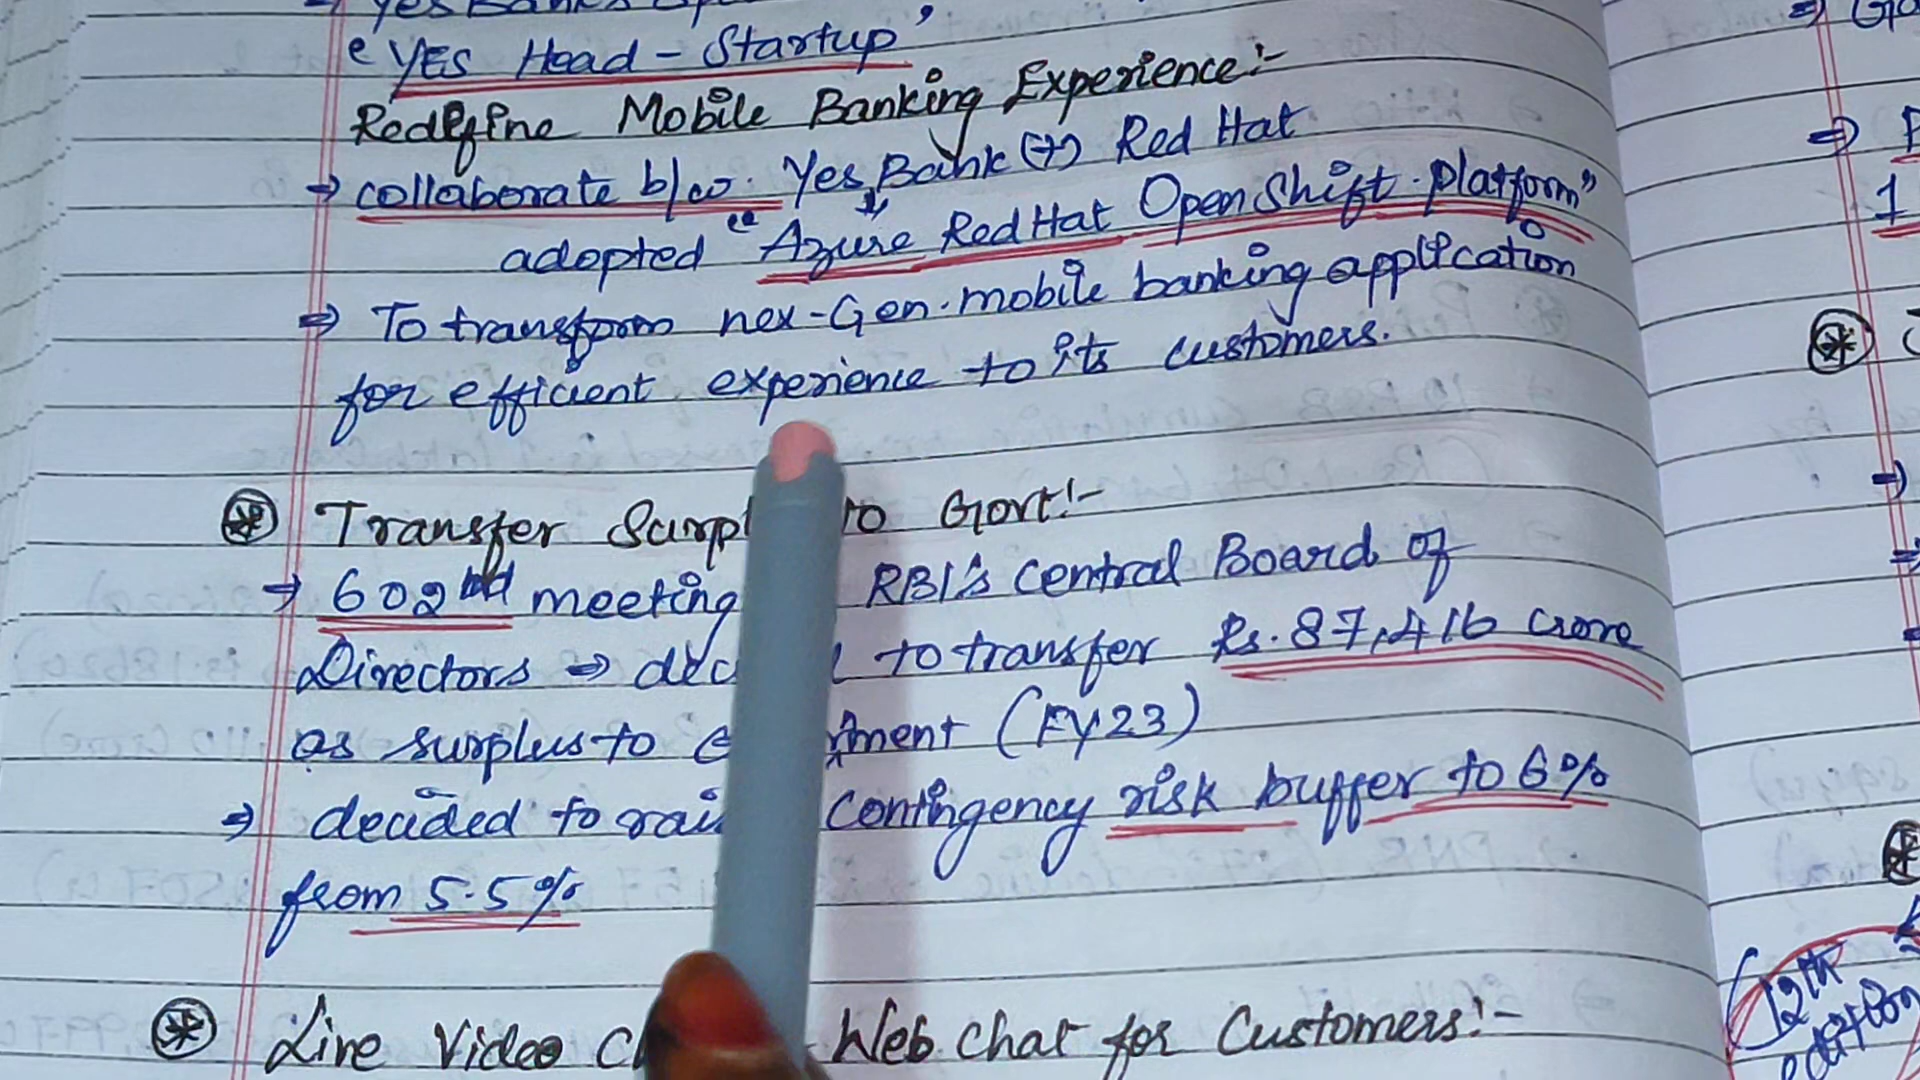 'YES Head - Startup'
Redefine Mobile Banking Experience:-
⇒ collaborate b/w. Yes Bank (+) Red Hat
adopted "Azure Red Hat OpenShift platform"
⇒ To transform nex-Gen. mobile banking application
for efficient experience to its customers.
Transfer to Govt:-
⇒ 602nd meeting RBI's central Board of
Directors ⇒ to transfer Rs. 87,416 crore
as surplus to (FY23)
⇒ decided to contingency risk buffer to 6%
from 5.5%
Live Video Web Chat for Customers:-
12th
edition